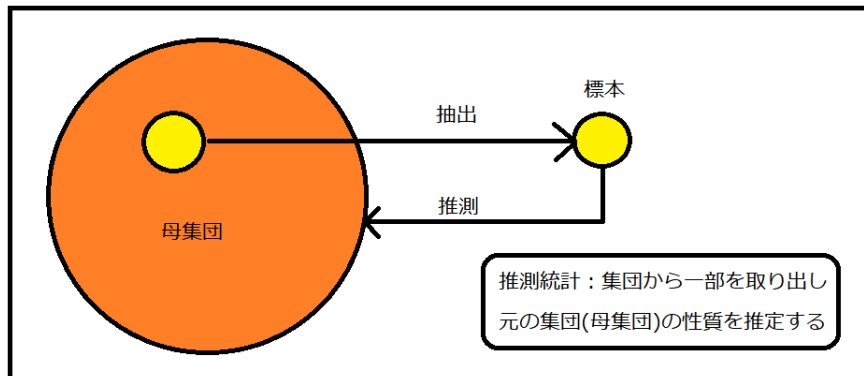 標本
抽出
推測
母集団
推測統計：集団から一部を取り出し
元の集団(母集団)の性質を推定する